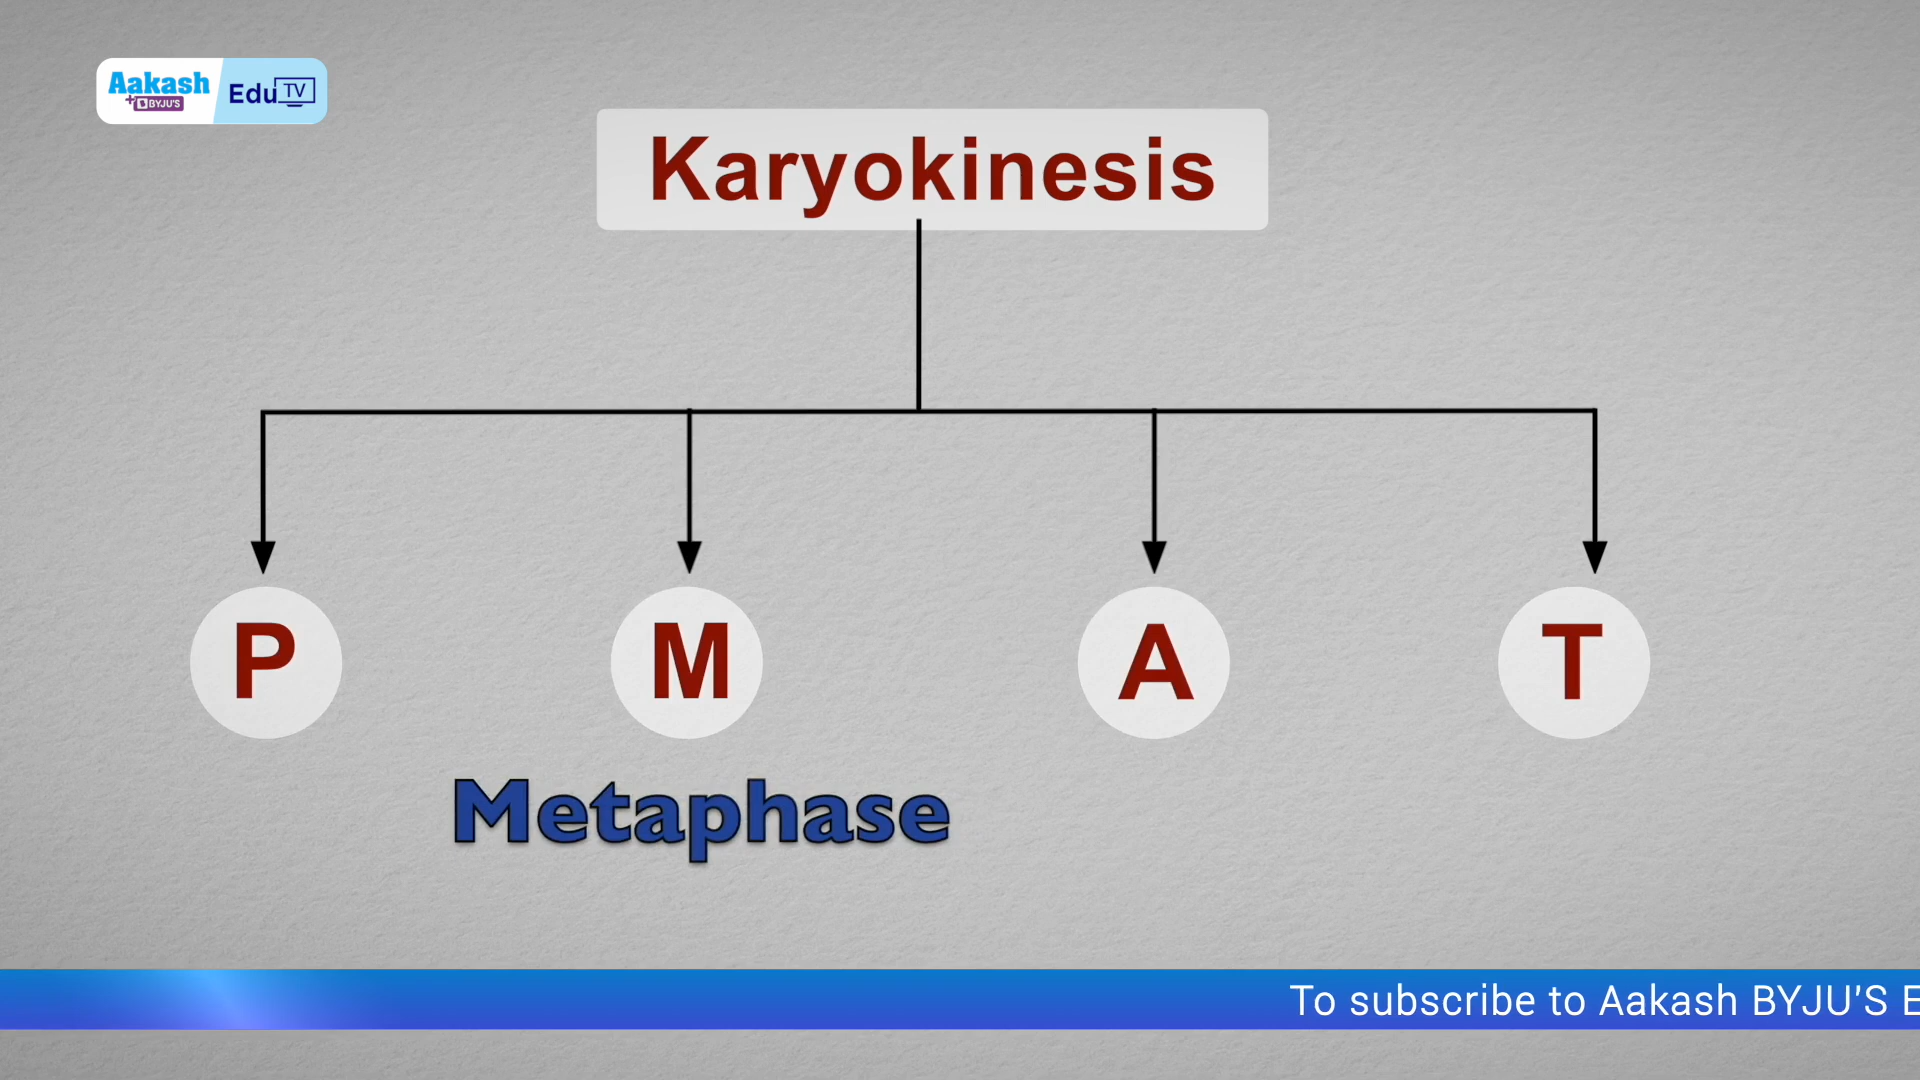 Aakash
+BYJU'S
Edu TV
Karyokinesis
P M A T
Metaphase
To subscribe to Aakash BYJU'S E